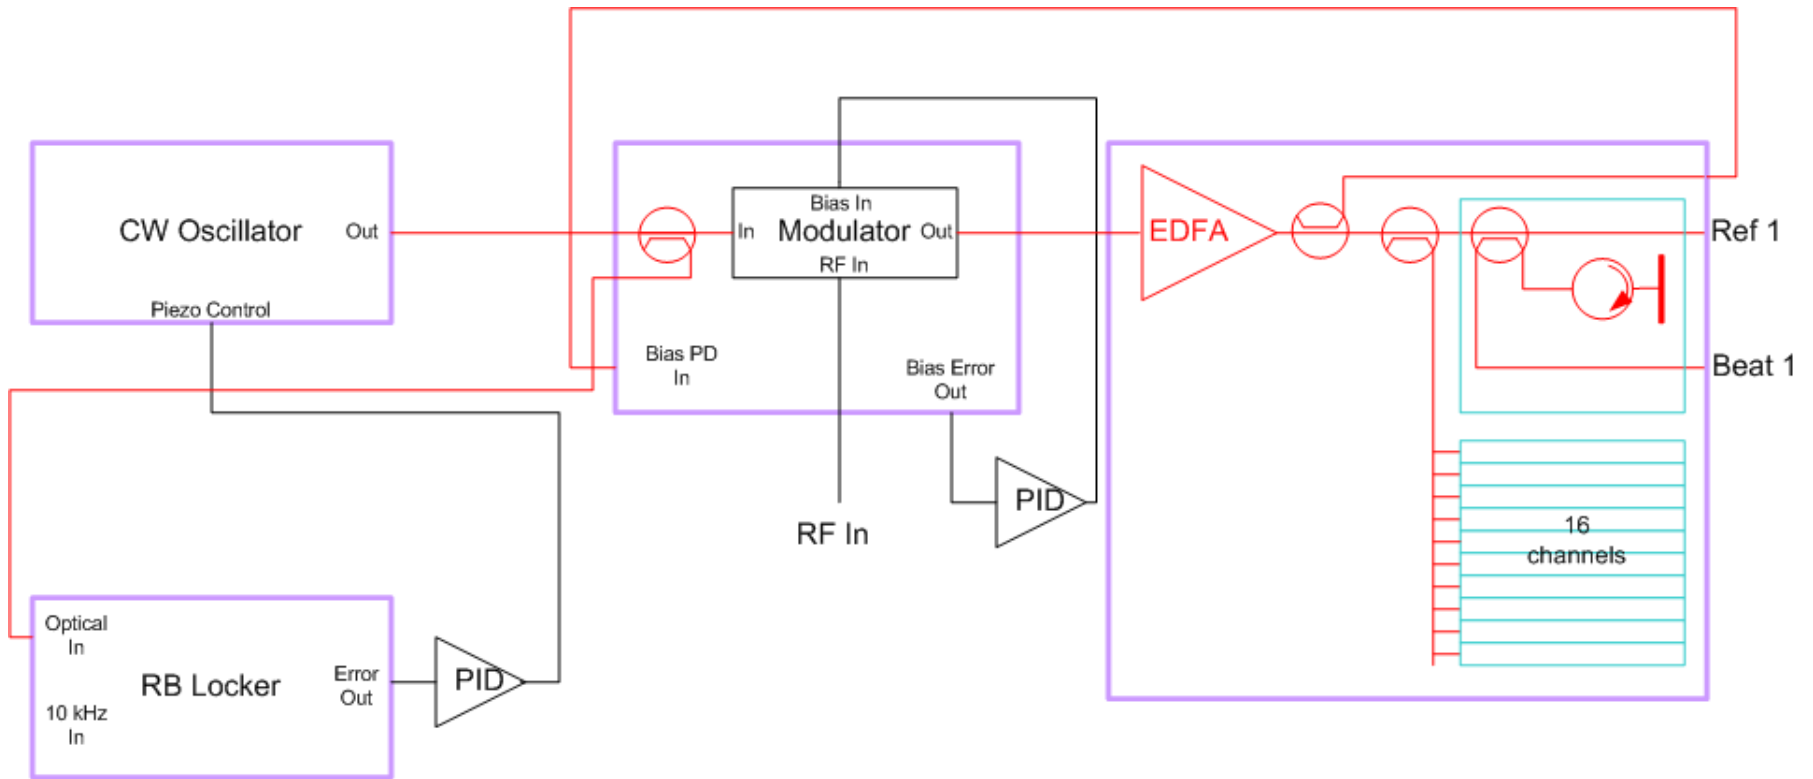 CW Oscillator
Out
Piezo Control
Bias In
In
Modulator
Out
RF In
Bias PD
In
Bias Error
Out
RF In
PID
EDFA
Ref 1
Beat 1
16
channels
Optical
In
RB Locker
Error
Out
10 kHz
In
PID